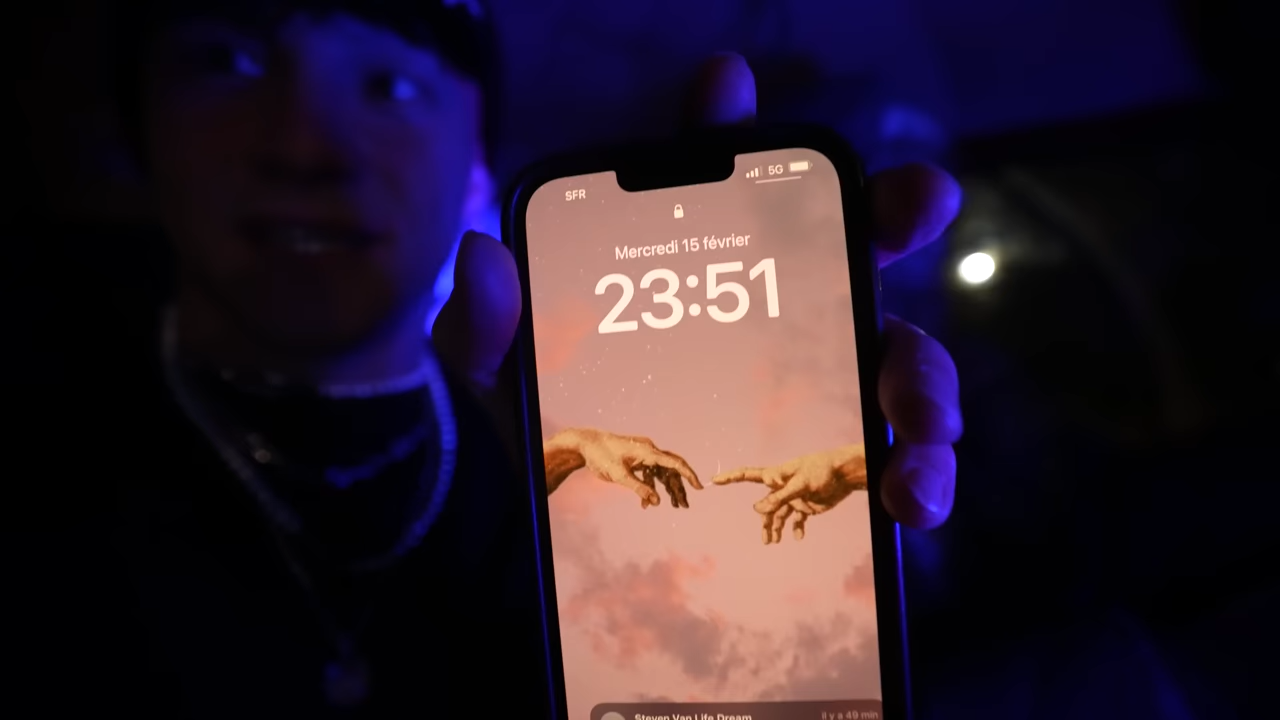 SFR
5G
Mercredi 15 février
23:51
Steven Van Life Dream
il y a 49 min